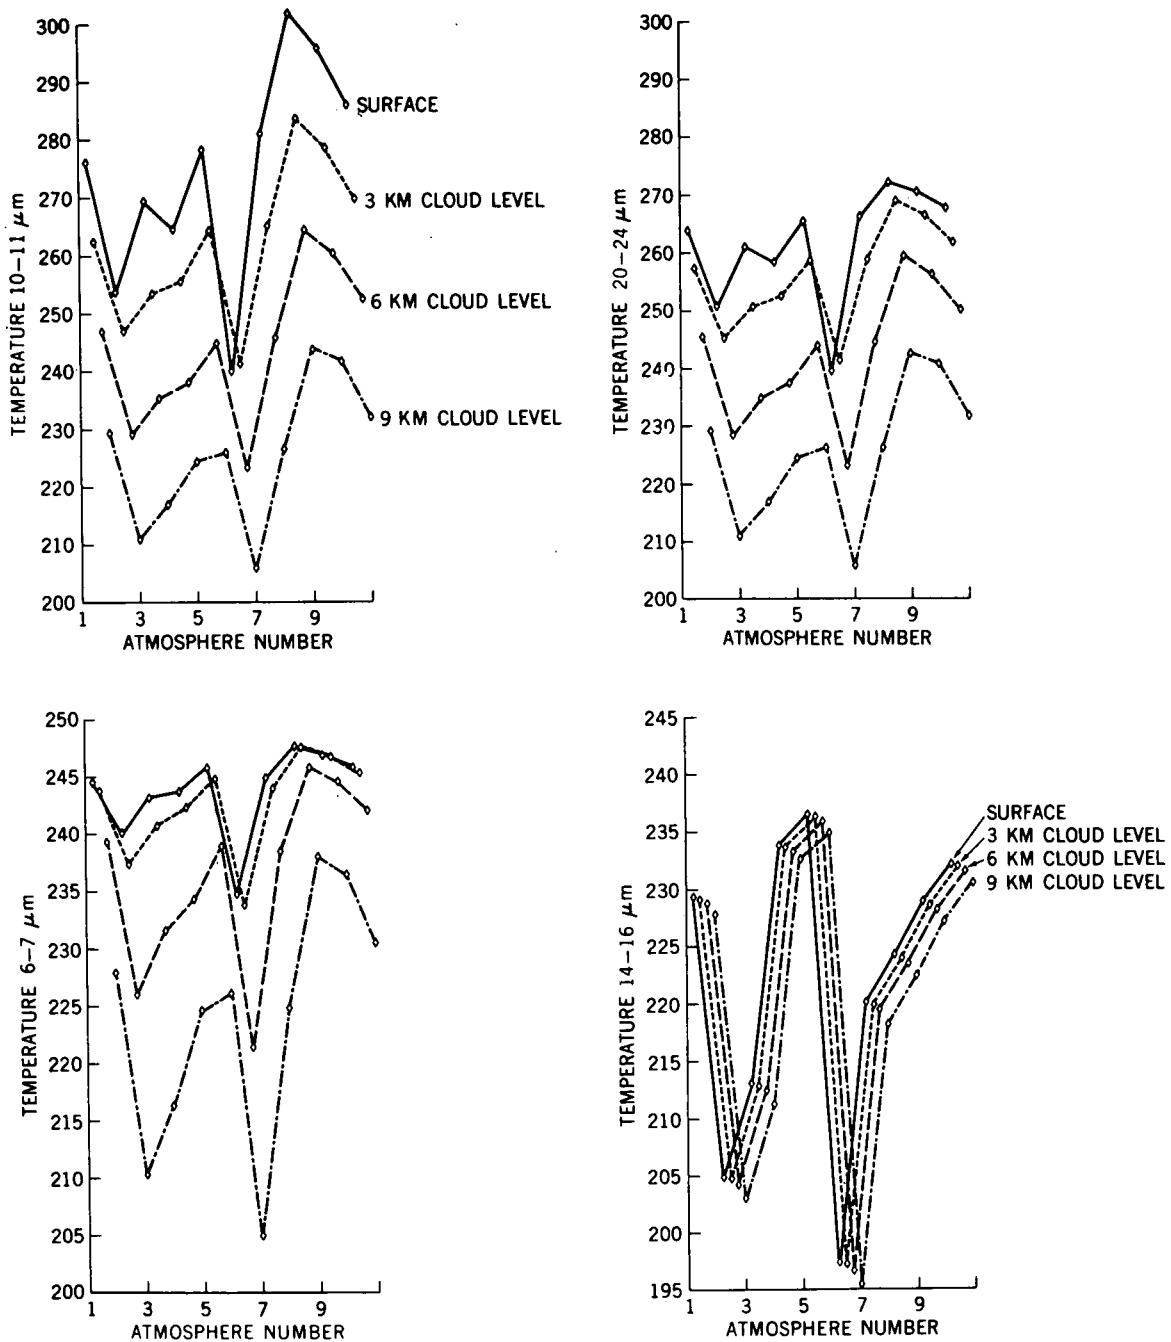 300
290
280
270
260
250
240
230
220
210
200
TEMPERATURE 10–11 μm
SURFACE
3 KM CLOUD LEVEL
6 KM CLOUD LEVEL
9 KM CLOUD LEVEL
1 3 5 7 9
ATMOSPHERE NUMBER
300
290
280
270
260
250
240
230
220
210
200
TEMPERATURE 20–24 μm
1 3 5 7 9
ATMOSPHERE NUMBER
250
245
240
235
230
225
220
215
210
205
200
TEMPERATURE 6–7 μm
1 3 5 7 9
ATMOSPHERE NUMBER
245
240
235
230
225
220
215
210
205
200
195
TEMPERATURE 14–16 μm
SURFACE
3 KM CLOUD LEVEL
6 KM CLOUD LEVEL
9 KM CLOUD LEVEL
1 3 5 7 9
ATMOSPHERE NUMBER